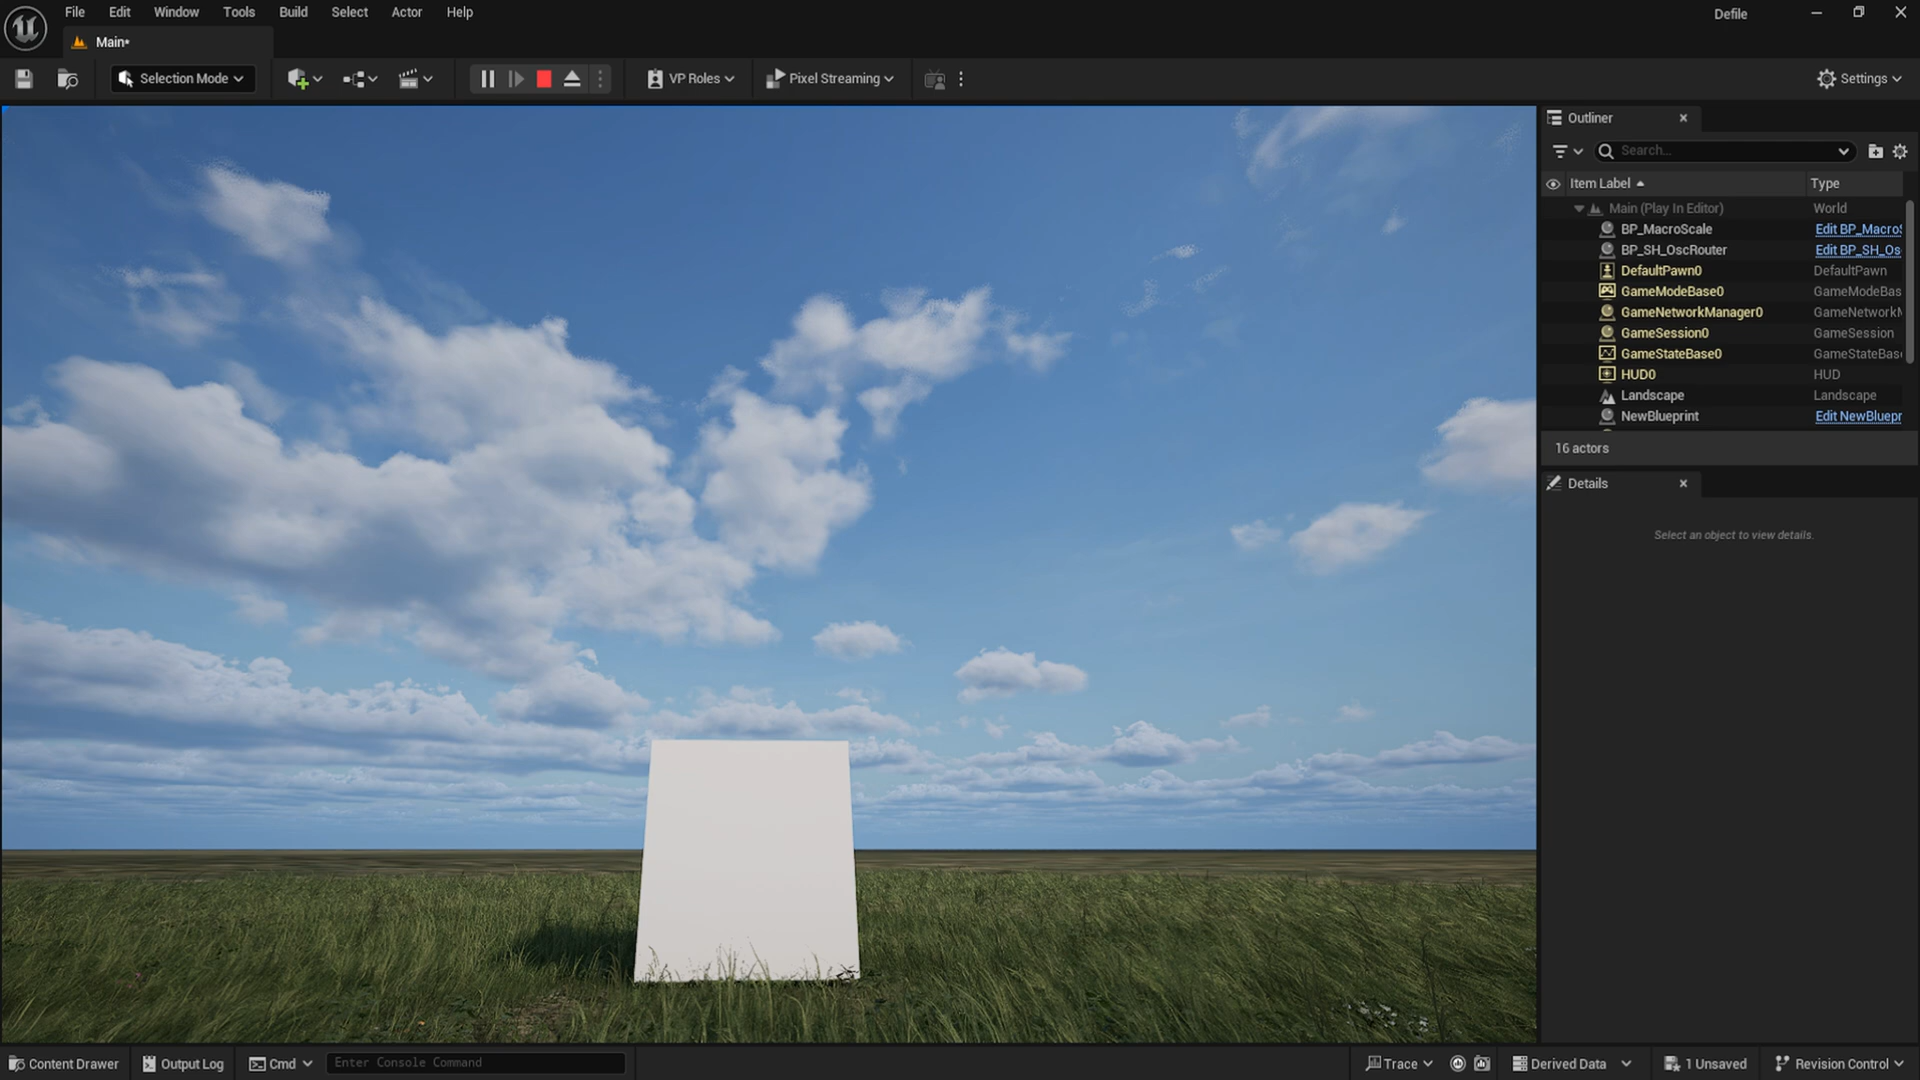 File Edit Window Tools Build Select Actor Help
Defile
Main*
Selection Mode
VP Roles
Pixel Streaming
Settings
Outliner
Search...
Item Label Type
Main (Play In Editor) World
BP_MacroScale Edit BP_MacroS
BP_SH_OscRouter Edit BP_SH_Os
DefaultPawn0 DefaultPawn
GameModeBase0 GameModeBas
GameNetworkManager0 GameNetworkM
GameSession0 GameSession
GameStateBase0 GameStateBase
HUD0 HUD
Landscape Landscape
NewBlueprint Edit NewBluepr
16 actors
Details
Select an object to view details.
Content Drawer Output Log Cmd Enter Console Command Trace Derived Data 1 Unsaved Revision Control